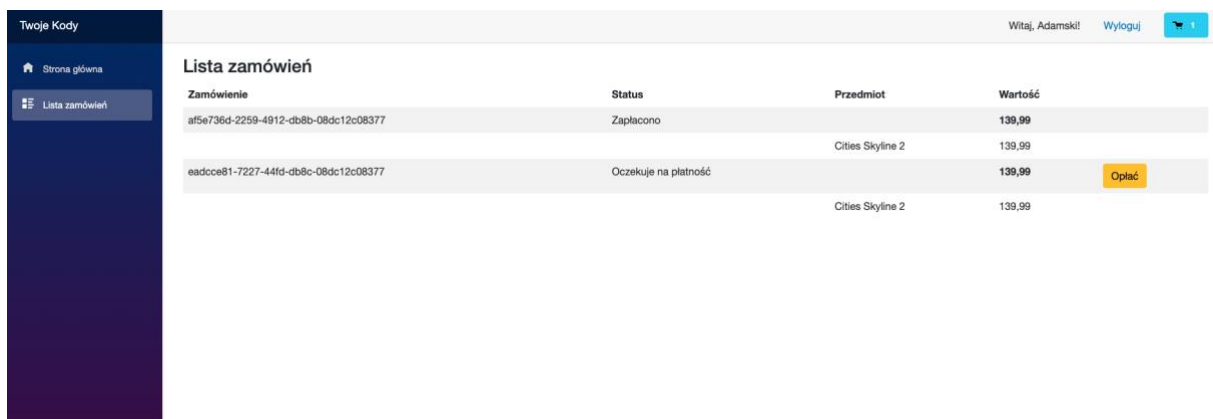 Twoje Kody
Witaj, Adamski! Wyloguj 1
Strona główna
Lista zamówień
Lista zamówień
Zamówienie Status Przedmiot Wartość
af5e736d-2259-4912-db8b-08dc12c08377 Zapłacono 139,99
Cities Skyline 2 139,99
eadcce81-7227-44fd-db8c-08dc12c08377 Oczekuje na płatność 139,99 Opłać
Cities Skyline 2 139,99